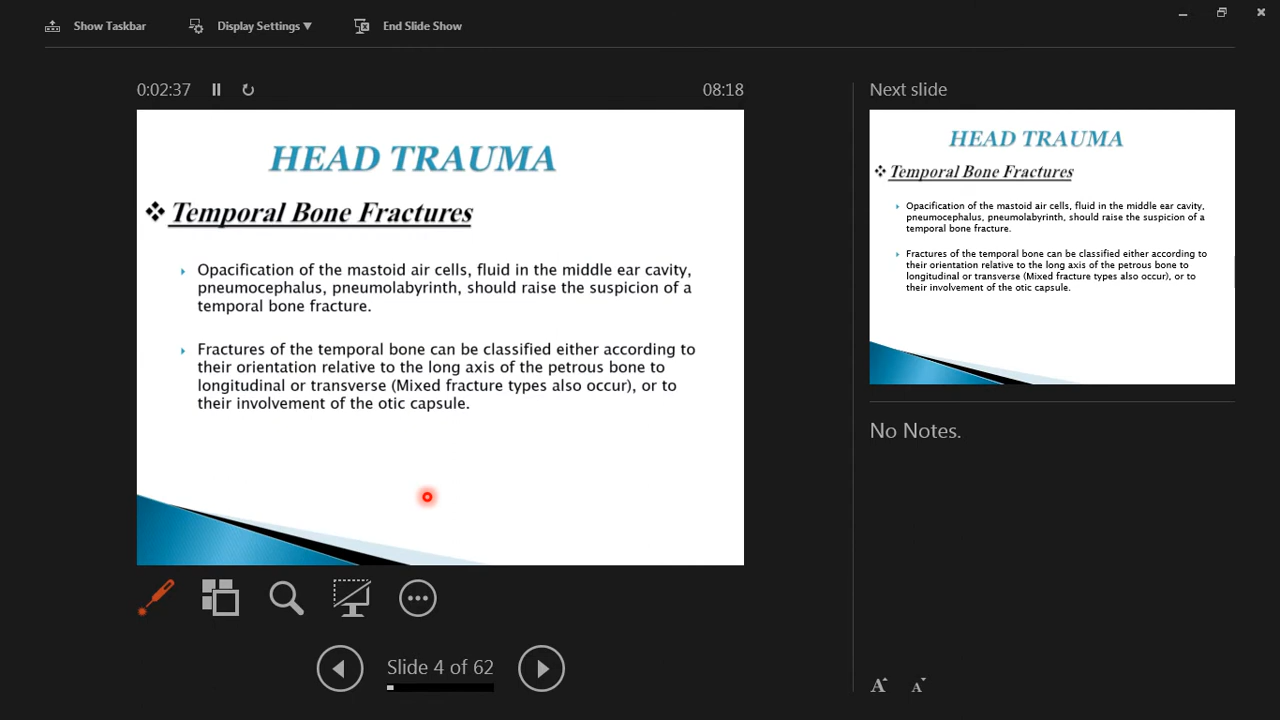 Show Taskbar
Display Settings ▼
End Slide Show
0:02:37
08:18
HEAD TRAUMA
❖ Temporal Bone Fractures
Opacification of the mastoid air cells, fluid in the middle ear cavity,
pneumocephalus, pneumolabyrinth, should raise the suspicion of a
temporal bone fracture.
Fractures of the temporal bone can be classified either according to
their orientation relative to the long axis of the petrous bone to
longitudinal or transverse (Mixed fracture types also occur), or to
their involvement of the otic capsule.
Slide 4 of 62
Next slide
HEAD TRAUMA
❖ Temporal Bone Fractures
Opacification of the mastoid air cells, fluid in the middle ear cavity,
pneumocephalus, pneumolabyrinth, should raise the suspicion of a
temporal bone fracture.
Fractures of the temporal bone can be classified either according to
their orientation relative to the long axis of the petrous bone to
longitudinal or transverse (Mixed fracture types also occur), or to
their involvement of the otic capsule.
No Notes.
A A